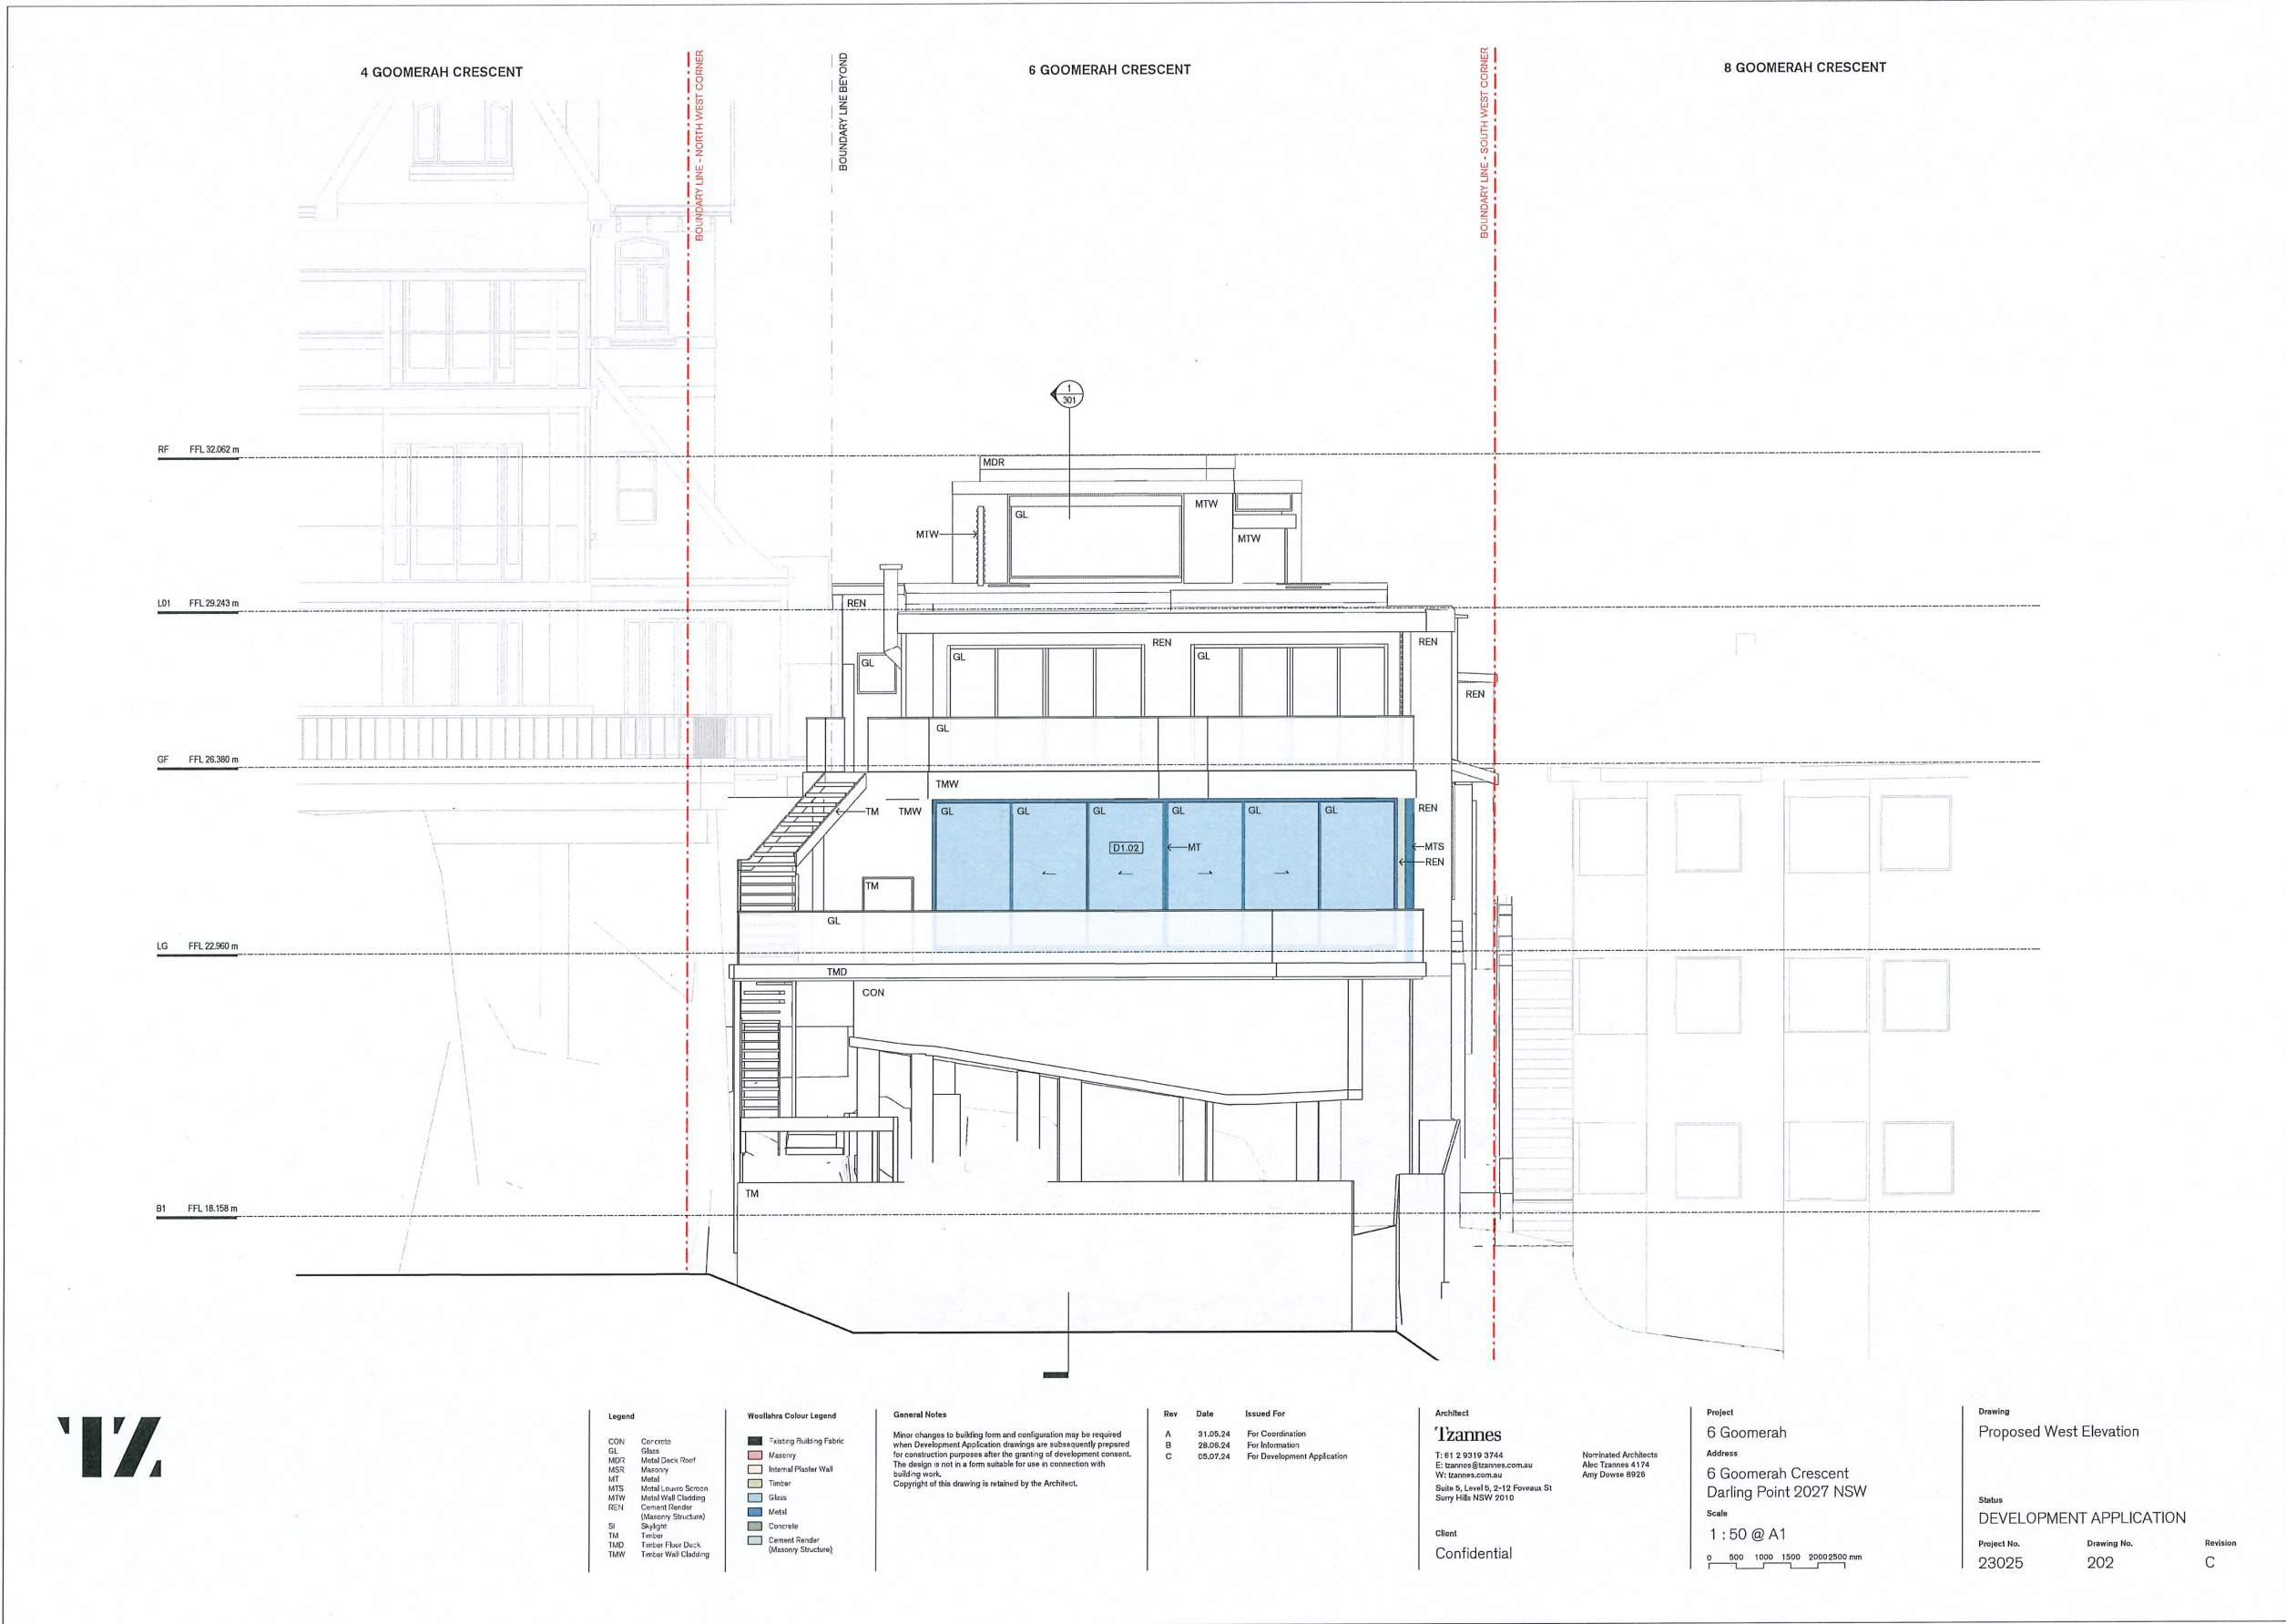 4 GOOMERAH CRESCENT
6 GOOMERAH CRESCENT
8 GOOMERAH CRESCENT
BOUNDARY LINE - NORTH WEST CORNER
BOUNDARY LINE BEYOND
BOUNDARY LINE - SOUTH WEST CORNER
1
301
RF FFL 32.062 m
MDR
GL
MTW
MTW
MTW
L01 FFL 29.243 m
REN
REN
REN
GL
GL
GL
REN
GL
GF FFL 26.380 m
TMW
TM
TMW
GL
GL
GL
GL
GL
GL
REN
D1.02
MT
MTS
REN
TM
GL
LG FFL 22.960 m
TMD
CON
TM
B1 FFL 18.158 m
TZ
Legend
CON Concrete
GL Glass
MDR Metal Deck Roof
MSR Masonry
MT Metal
MTS Metal Louvre Screen
MTW Metal Wall Cladding
REN Cement Render
(Masonry Structure)
Sl Skylight
TM Timber
TMD Timber Floor Deck
TMW Timber Wall Cladding
Woollahra Colour Legend
Existing Building Fabric
Masonry
Internal Plaster Wall
Timber
Glass
Metal
Concrete
Cement Render
(Masonry Structure)
General Notes
Minor changes to building form and configuration may be required
when Development Application drawings are subsequently prepared
for construction purposes after the granting of development consent.
The design is not in a form suitable for use in connection with
building work.
Copyright of this drawing is retained by the Architect.
Rev Date Issued For
A 31.05.24 For Coordination
B 28.06.24 For Information
C 05.07.24 For Development Application
Architect
Tzannes
T: 61 2 9319 3744
E: tzannes@tzannes.com.au
W: tzannes.com.au
Suite 5, Level 5, 2-12 Foveaux St
Surry Hills NSW 2010
Nominated Architects
Alec Tzannes 4174
Amy Dowse 8926
Client
Confidential
Project
6 Goomerah
Address
6 Goomerah Crescent
Darling Point 2027 NSW
Scale
1 : 50 @ A1
0 500 1000 1500 2000 2500 mm
Drawing
Proposed West Elevation
Status
DEVELOPMENT APPLICATION
Project No. Drawing No. Revision
23025 202 C